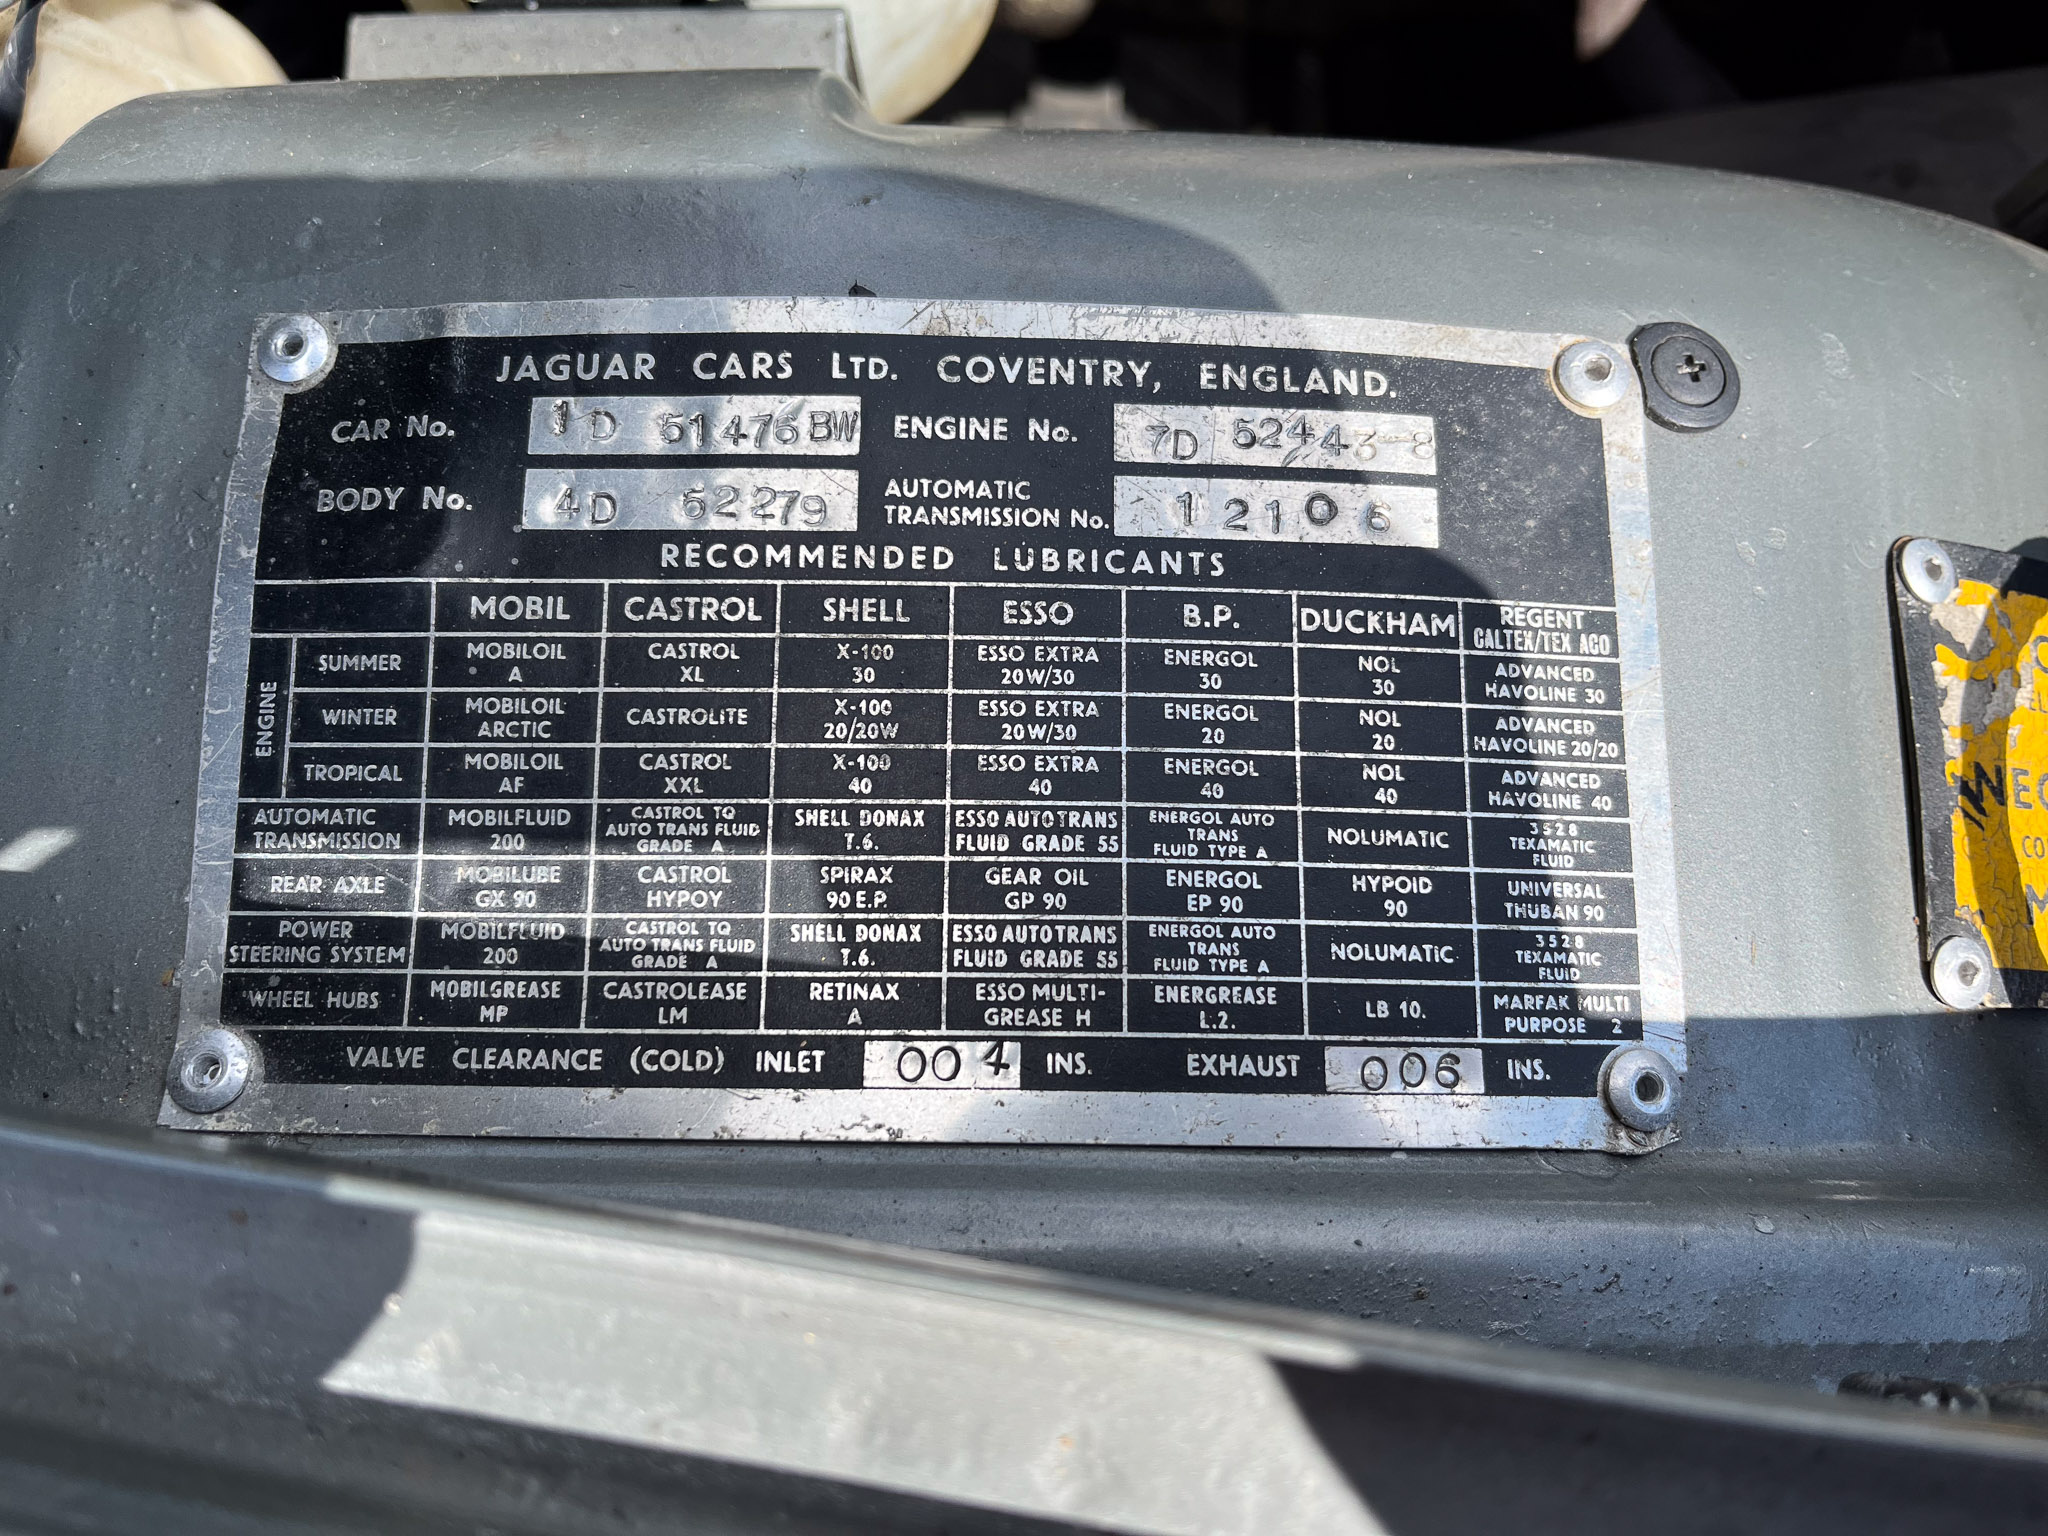 JAGUAR CARS LTD. COVENTRY, ENGLAND.
CAR No. 1D 51476BW ENGINE No. 7D 52443-8
BODY No. 4D 52279 AUTOMATIC TRANSMISSION No. 12106
RECOMMENDED LUBRICANTS
MOBIL CASTROL SHELL ESSO B.P. DUCKHAM REGENT CALTEX/TEXACO
ENGINE
SUMMER MOBILOIL A CASTROL XL X-100 30 ESSO EXTRA 20W/30 ENERGOL 30 NOL 30 ADVANCED HAVOLINE 30
WINTER MOBILOIL ARCTIC CASTROLITE X-100 20/20W ESSO EXTRA 20W/30 ENERGOL 20 NOL 20 ADVANCED HAVOLINE 20/20
TROPICAL MOBILOIL AF CASTROL XXL X-100 40 ESSO EXTRA 40 ENERGOL 40 NOL 40 ADVANCED HAVOLINE 40
AUTOMATIC TRANSMISSION MOBILFLUID 200 CASTROL TQ AUTO TRANS FLUID GRADE A SHELL DONAX T.6. ESSO AUTOTRANS FLUID GRADE 55 ENERGOL AUTO TRANS FLUID TYPE A NOLUMATIC 3528 TEXAMATIC FLUID
REAR AXLE MOBILUBE GX 90 CASTROL HYPOY SPIRAX 90 E.P. GEAR OIL GP 90 ENERGOL EP 90 HYPOID 90 UNIVERSAL THUBAN 90
POWER STEERING SYSTEM MOBILFLUID 200 CASTROL TQ AUTO TRANS FLUID GRADE A SHELL DONAX T.6. ESSO AUTOTRANS FLUID GRADE 55 ENERGOL AUTO TRANS FLUID TYPE A NOLUMATIC 3528 TEXAMATIC FLUID
WHEEL HUBS MOBILGREASE MP CASTROLEASE LM RETINAX A ESSO MULTI-GREASE H ENERGREASE L.2. LB 10. MARFAK MULTI PURPOSE 2
VALVE CLEARANCE (COLD) INLET 004 INS. EXHAUST 006 INS.